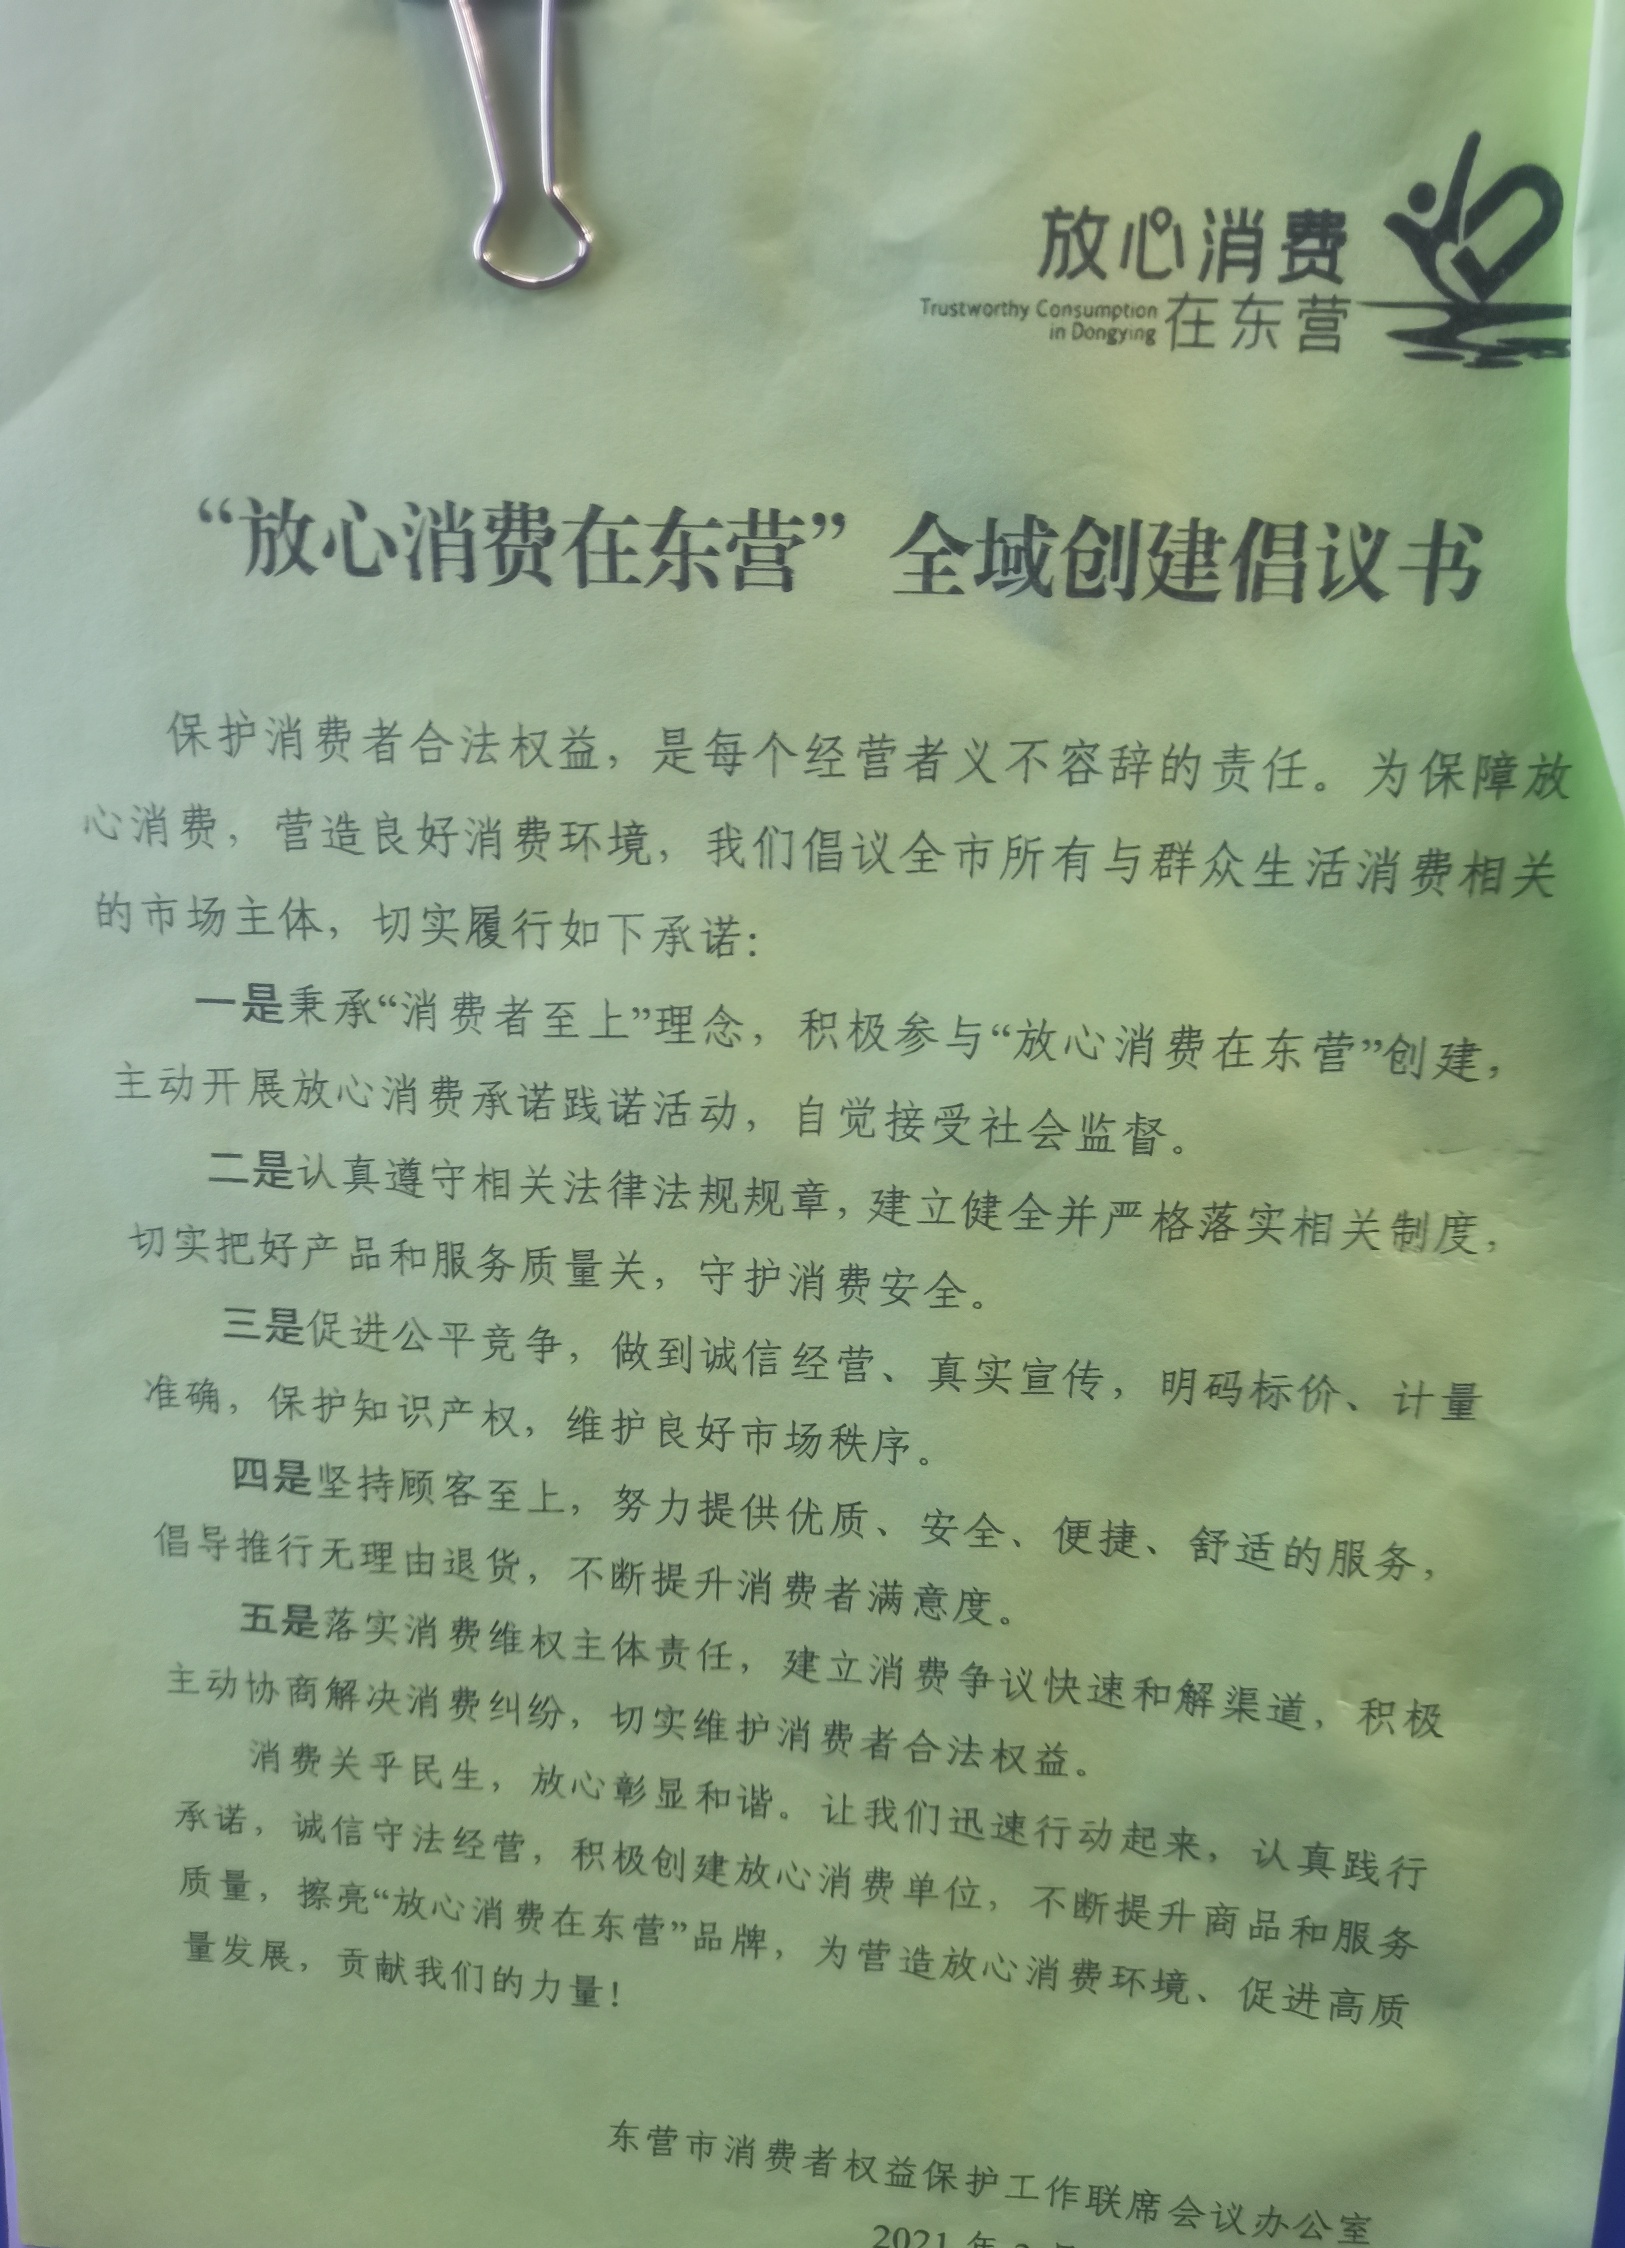 放心消费
Trustworthy Consumption
in Dongying
在东营
“放心消费在东营”全域创建倡议书
保护消费者合法权益，是每个经营者义不容辞的责任。为保障放
心消费，营造良好消费环境，我们倡议全市所有与群众生活消费相关
的市场主体，切实履行如下承诺：
一是秉承“消费者至上”理念，积极参与“放心消费在东营”创建，
主动开展放心消费承诺践诺活动，自觉接受社会监督。
二是认真遵守相关法律法规规章，建立健全并严格落实相关制度，
切实把好产品和服务质量关，守护消费安全。
三是促进公平竞争，做到诚信经营、真实宣传，明码标价、计量
准确，保护知识产权，维护良好市场秩序。
四是坚持顾客至上，努力提供优质、安全、便捷、舒适的服务，
倡导推行无理由退货，不断提升消费者满意度。
五是落实消费维权主体责任，建立消费争议快速和解渠道，积极
主动协商解决消费纠纷，切实维护消费者合法权益。
消费关乎民生，放心彰显和谐。让我们迅速行动起来，认真践行
承诺，诚信守法经营，积极创建放心消费单位，不断提升商品和服务
质量，擦亮“放心消费在东营”品牌，为营造放心消费环境、促进高质
量发展，贡献我们的力量！
东营市消费者权益保护工作联席会议办公室
2021 年